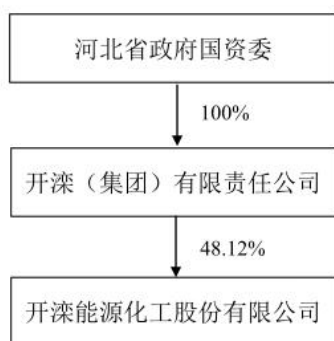 河北省政府国资委
100%
开滦（集团）有限责任公司
48.12%
开滦能源化工股份有限公司